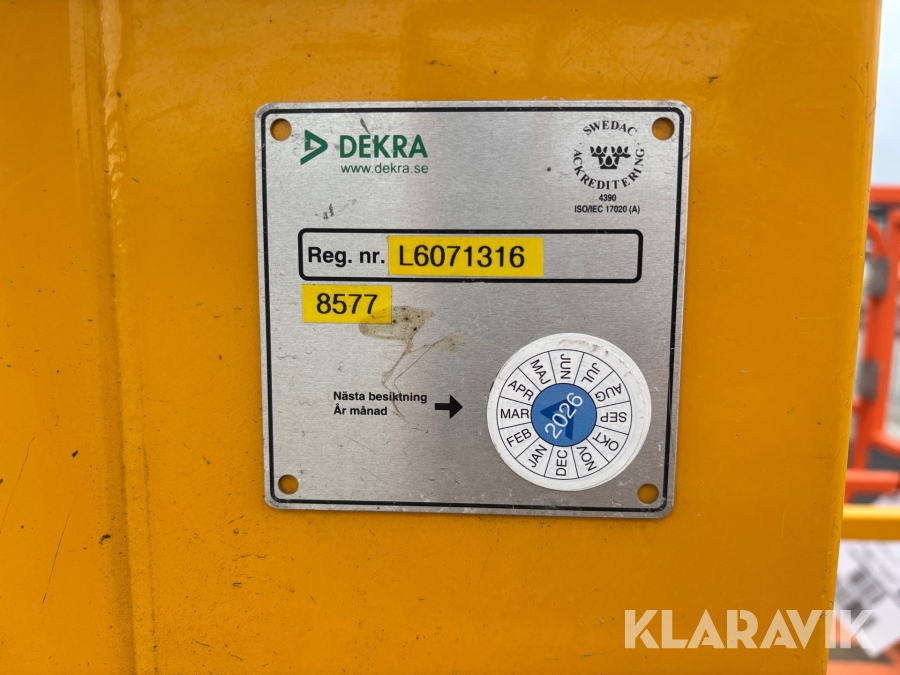 DEKRA
www.dekra.se
SWEDAC
ACKREDITERING
4390
ISO/IEC 17020 (A)
Reg. nr. L6071316
8577
Nästa besiktning
År månad
JAN FEB MAR APR MAJ JUN JUL AUG SEP OKT NOV DEC
2026
KLARAVIK